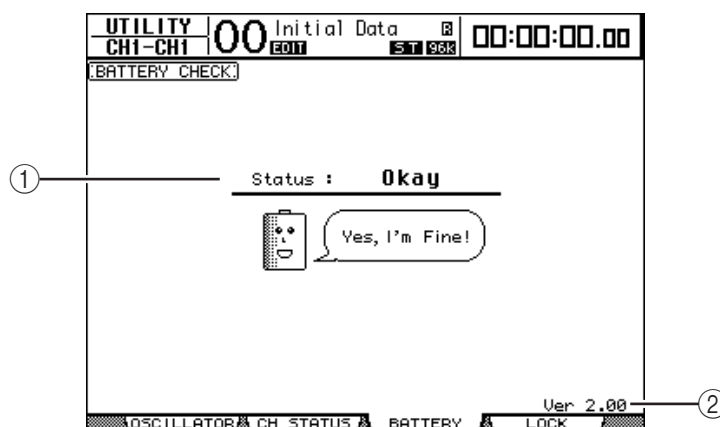 UTILITY
CH1-CH1
00 Initial Data R
EDIT ST 96K
00:00:00.00
BATTERY CHECK
① Status : Okay
Yes, I'm Fine!
Ver 2.00 ②
OSCILLATOR CH STATUS BATTERY LOCK